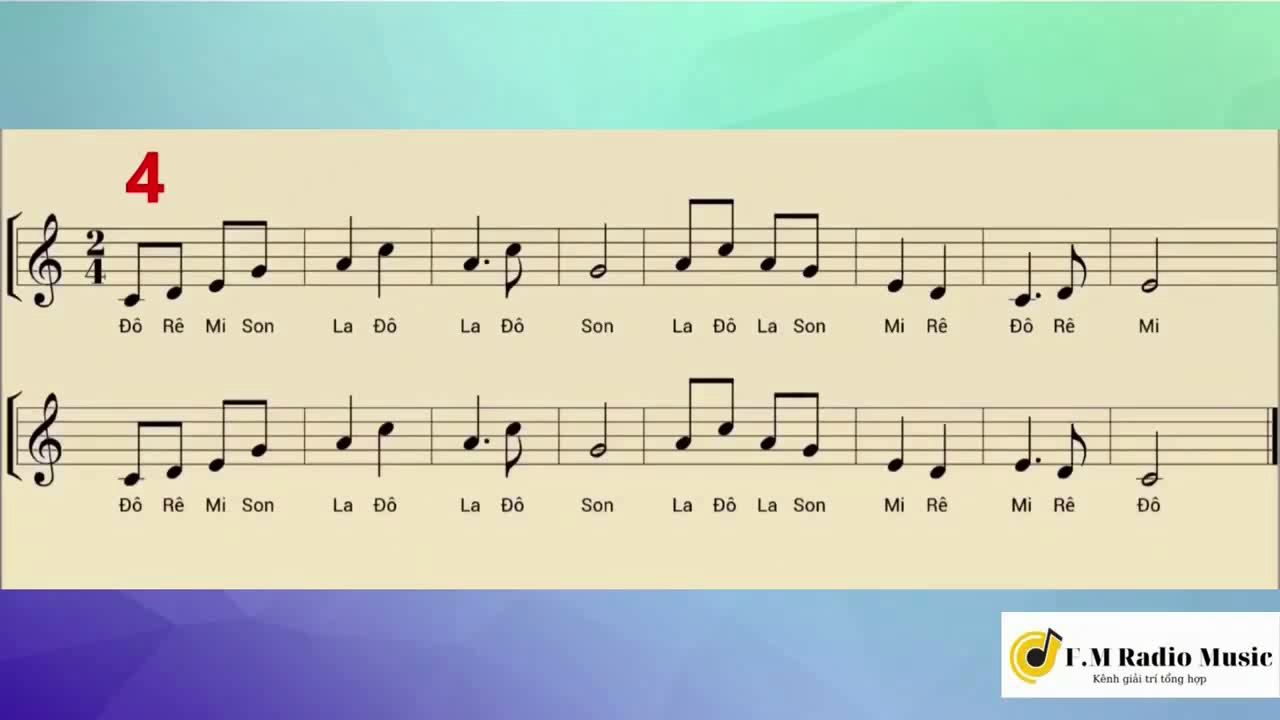 4
2
4
Đô Rê Mi Son La Đô La Đô Son La Đô La Son Mi Rê Đô Rê Mi
Đô Rê Mi Son La Đô La Đô Son La Đô La Son Mi Rê Mi Rê Đô
F.M Radio Music
Kênh giải trí tổng hợp